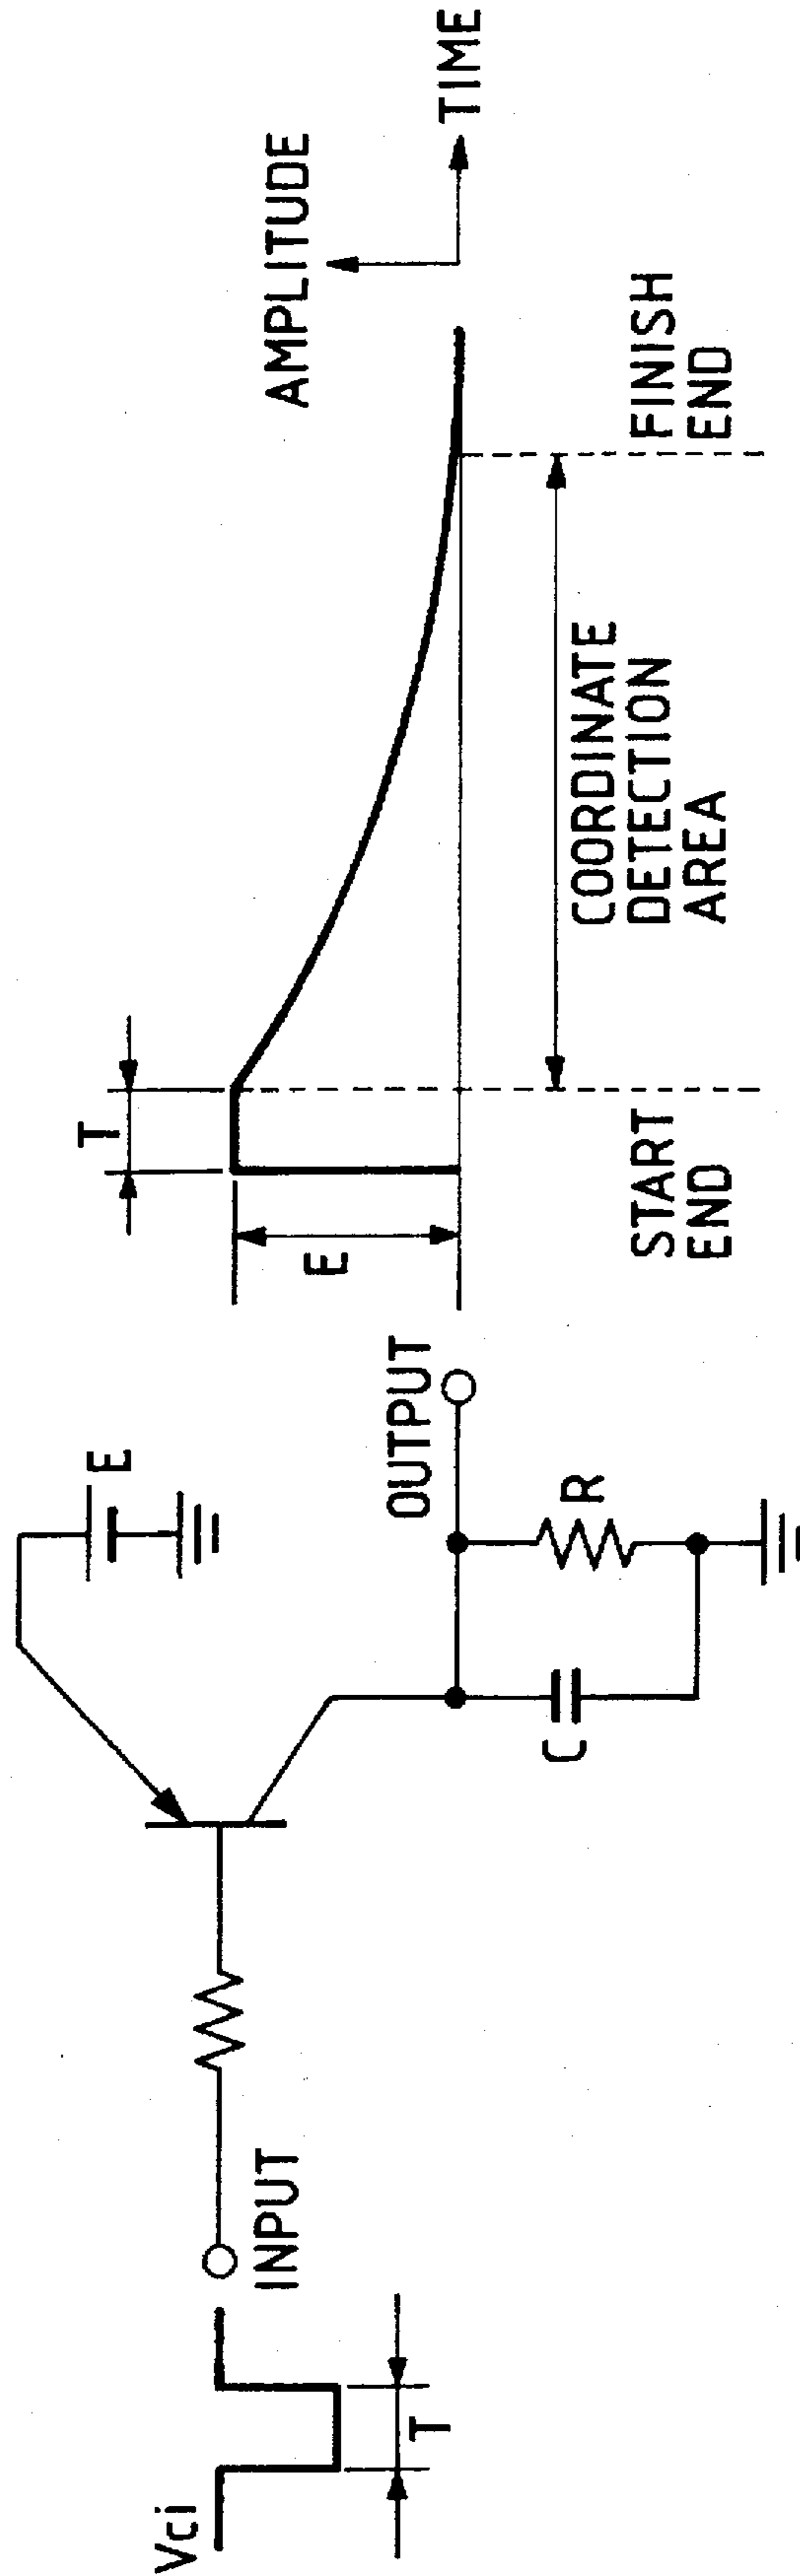 Vci
T
INPUT
E
C
R
OUTPUT
T
E
START
END
COORDINATE
DETECTION
AREA
FINISH
END
AMPLITUDE
TIME